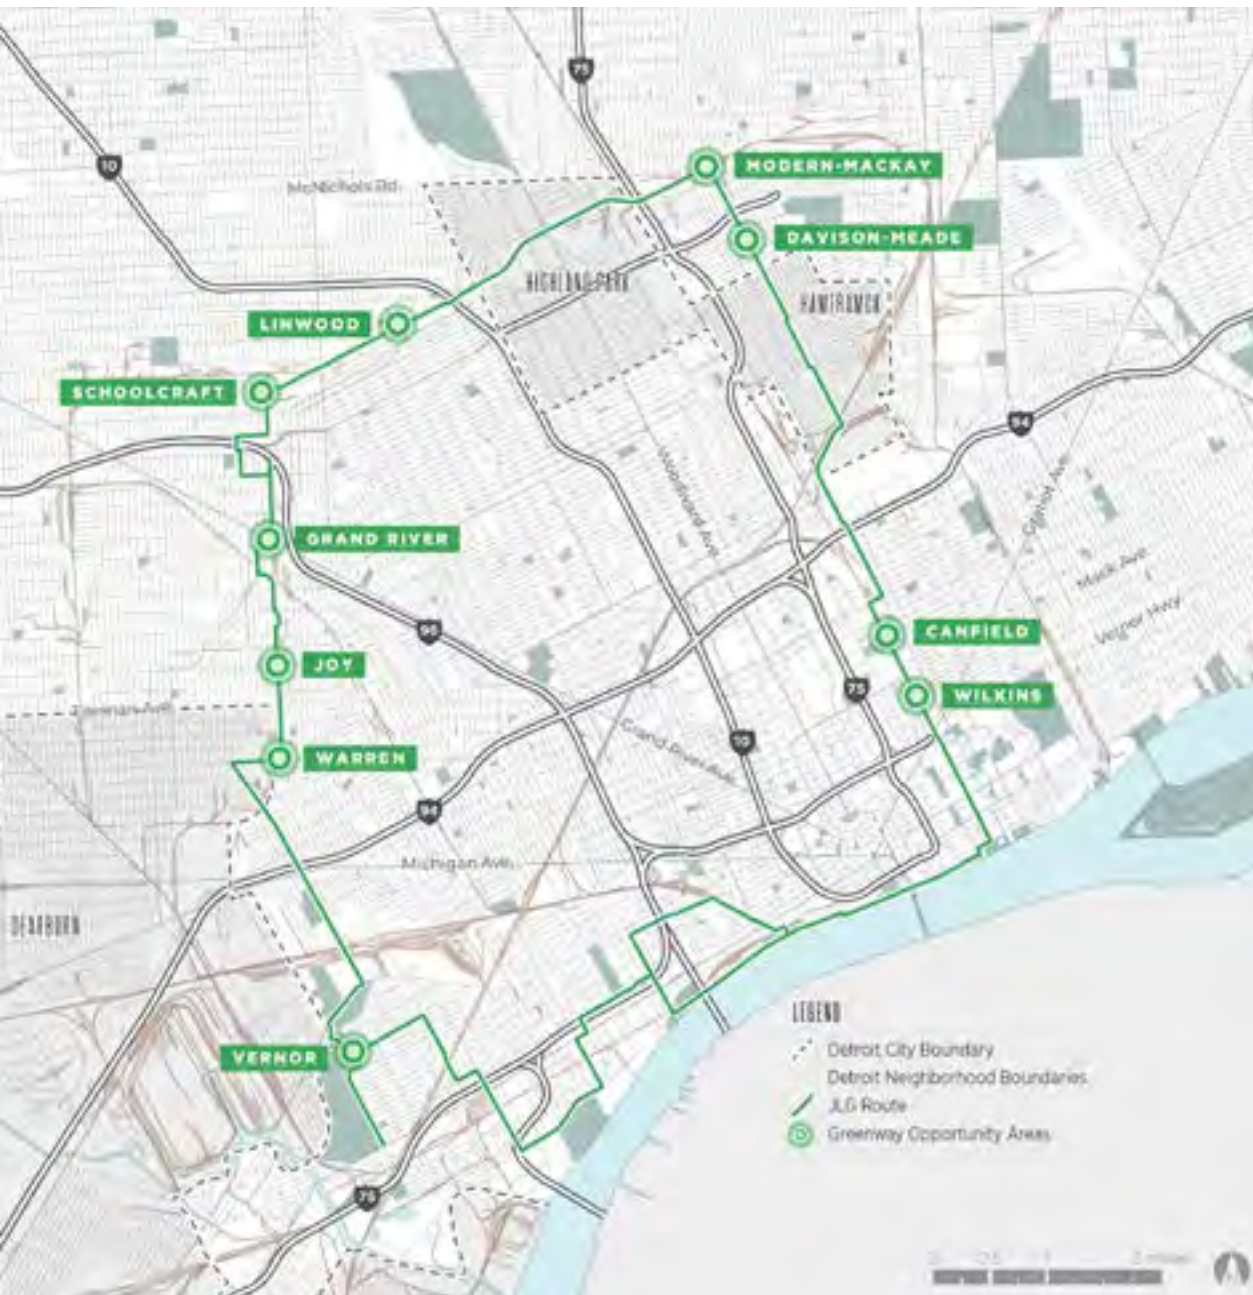 75
10
MODERN-MACKAY
McNichols Rd.
DAVISON-MEADE
HIGHLAND PARK
HAMTRAMCK
LINWOOD
SCHOOLCRAFT
94
Woodward Ave.
Gratiot Ave.
GRAND RIVER
Mack Ave.
Vernor Hwy
96
CANFIELD
JOY
75
WILKINS
Grand River Ave.
10
WARREN
94
Michigan Ave.
DEARBORN
LEGEND
Detroit City Boundary
VERNOR
Detroit Neighborhood Boundaries
JLG Route
Greenway Opportunity Areas
75